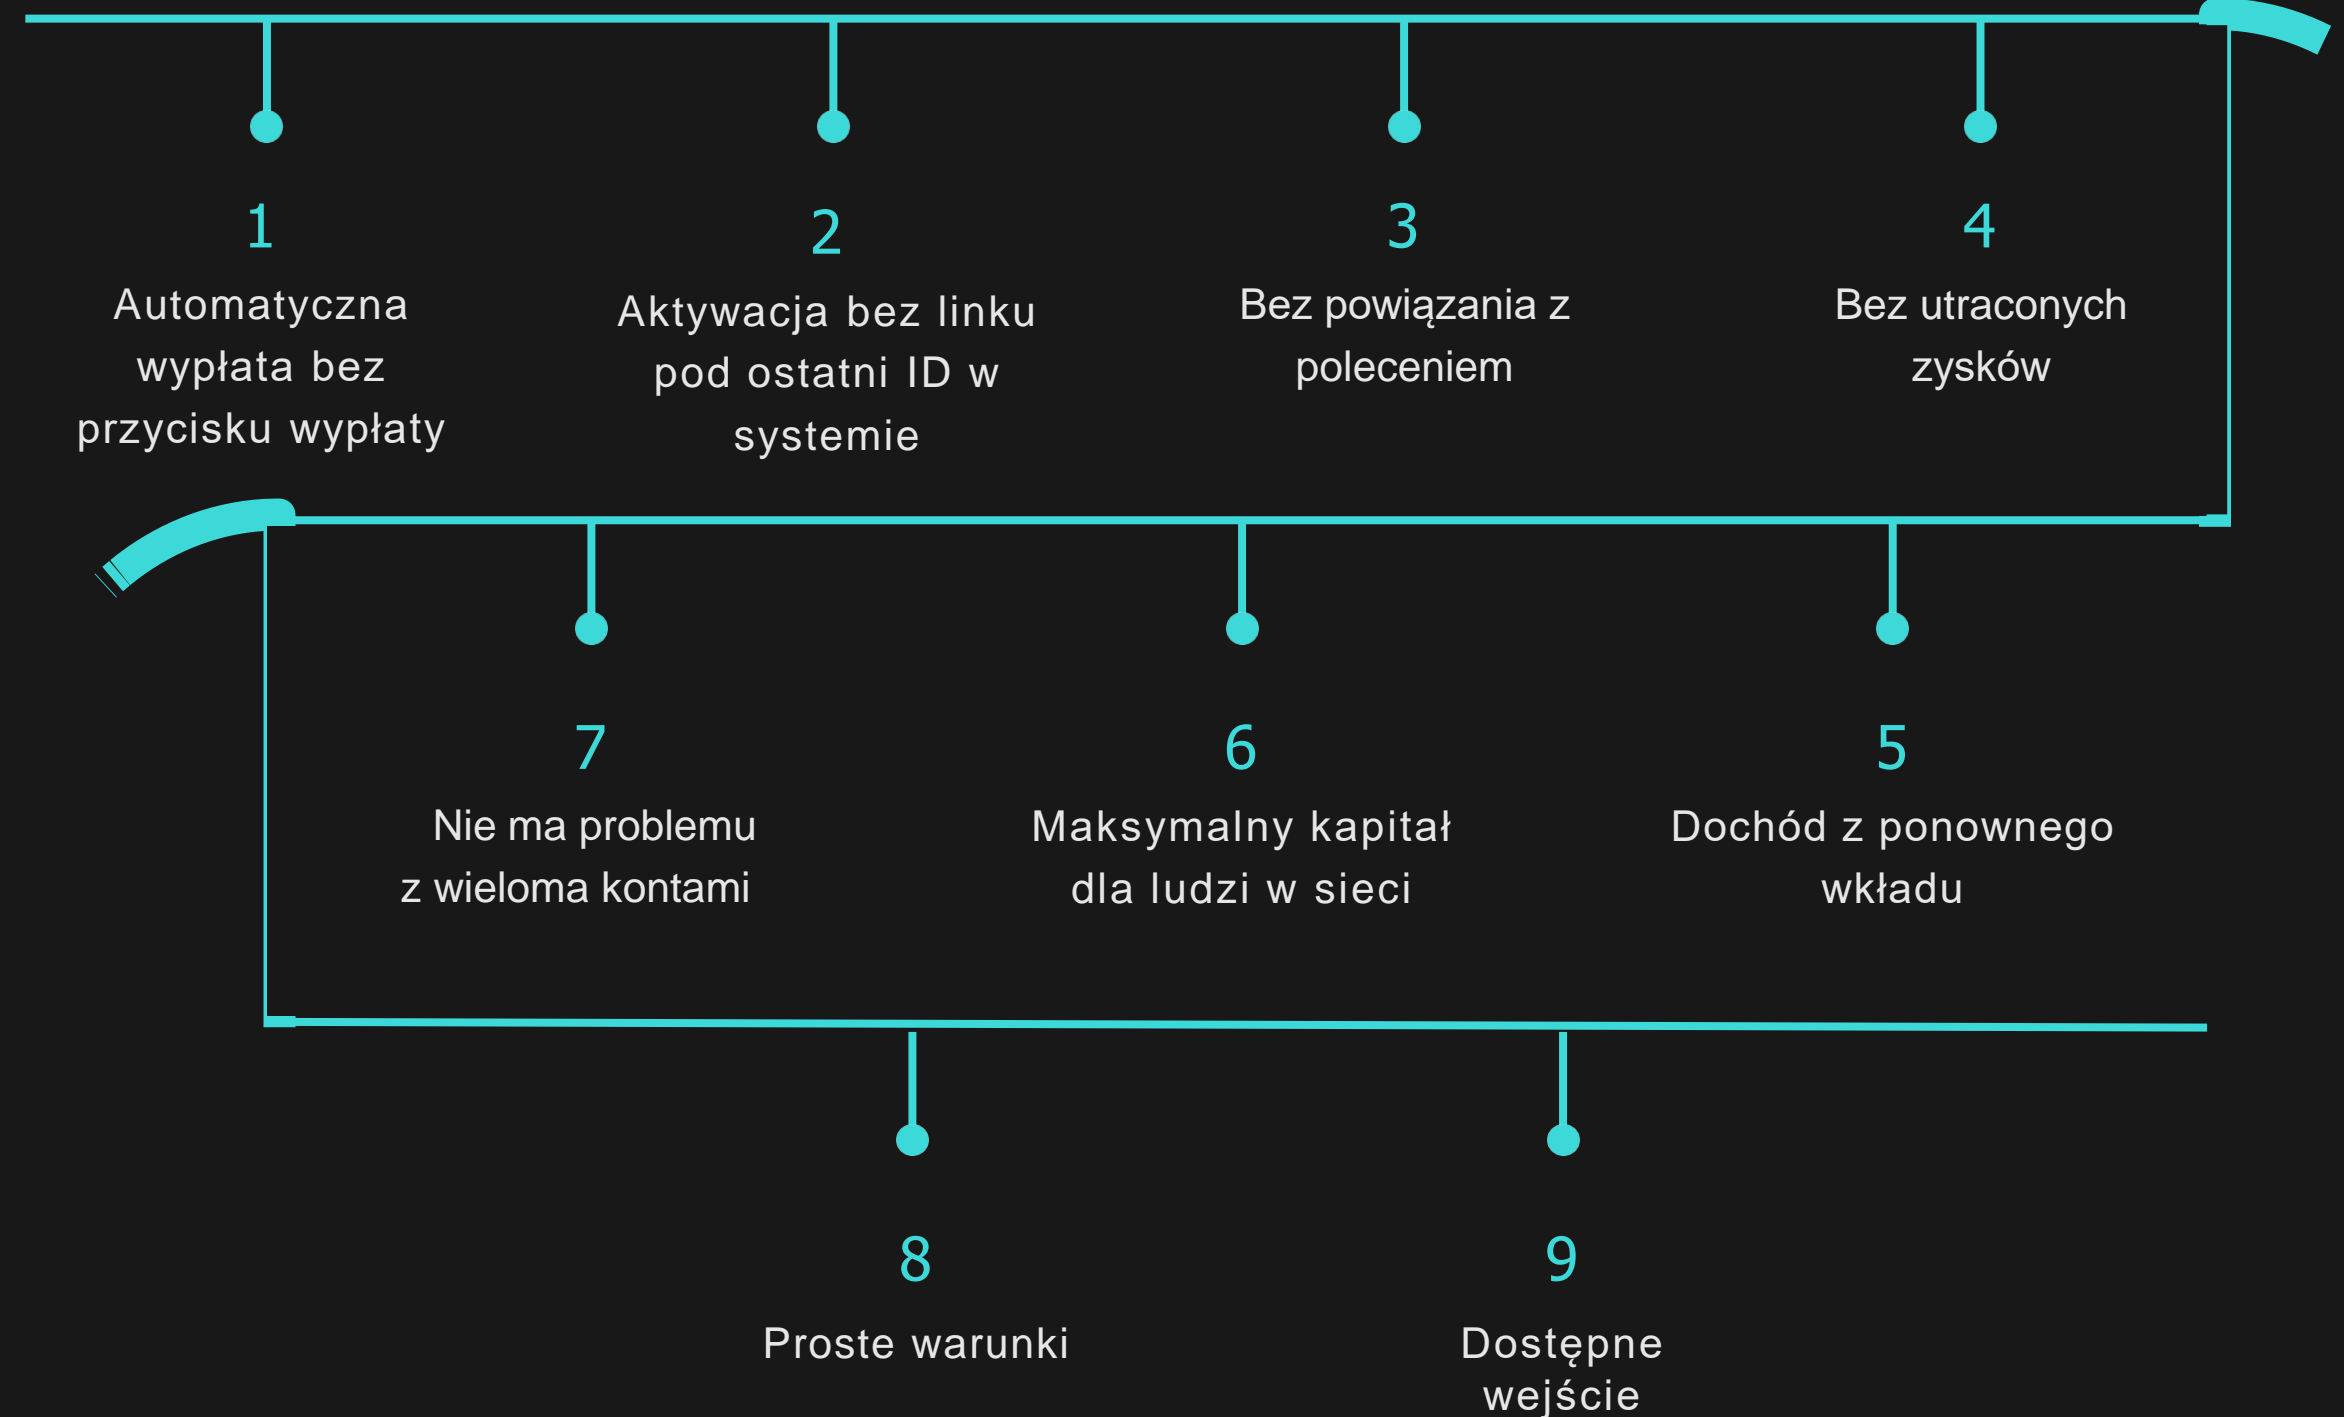 1
Automatyczna
wypłata bez
przycisku wypłaty
2
Aktywacja bez linku
pod ostatni ID w
systemie
3
Bez powiązania z
poleceniem
4
Bez utraconych
zysków
7
Nie ma problemu
z wieloma kontami
6
Maksymalny kapitał
dla ludzi w sieci
5
Dochód z ponownego
wkładu
8
Proste warunki
9
Dostępne
wejście